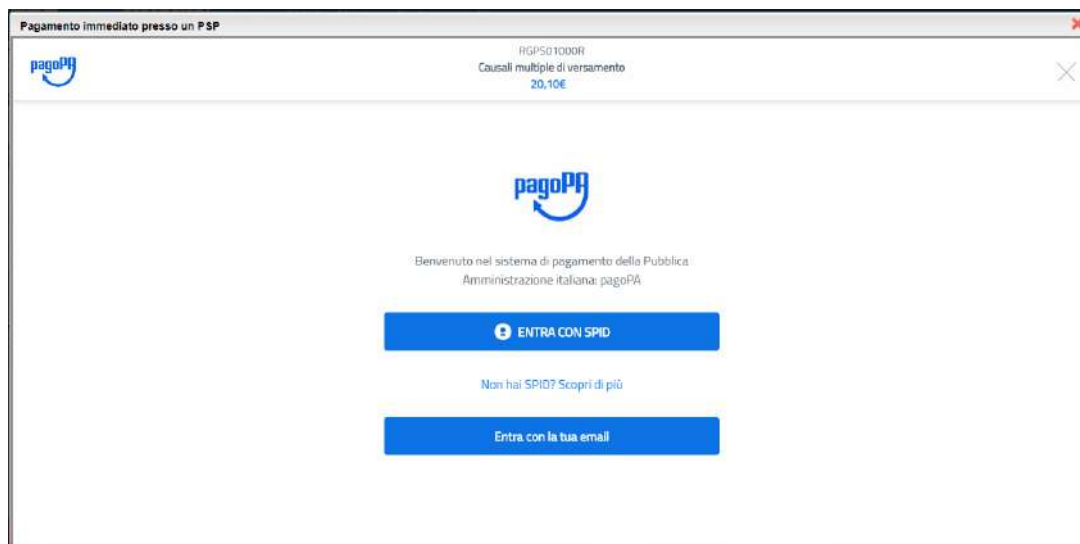 Pagamento immediato presso un PSP
pagoPA
RGPS01000R
Causali multiple di versamento
20,10€
pagoPA
Benvenuto nel sistema di pagamento della Pubblica
Amministrazione italiana: pagoPA
ENTRA CON SPID
Non hai SPID? Scopri di più
Entra con la tua email